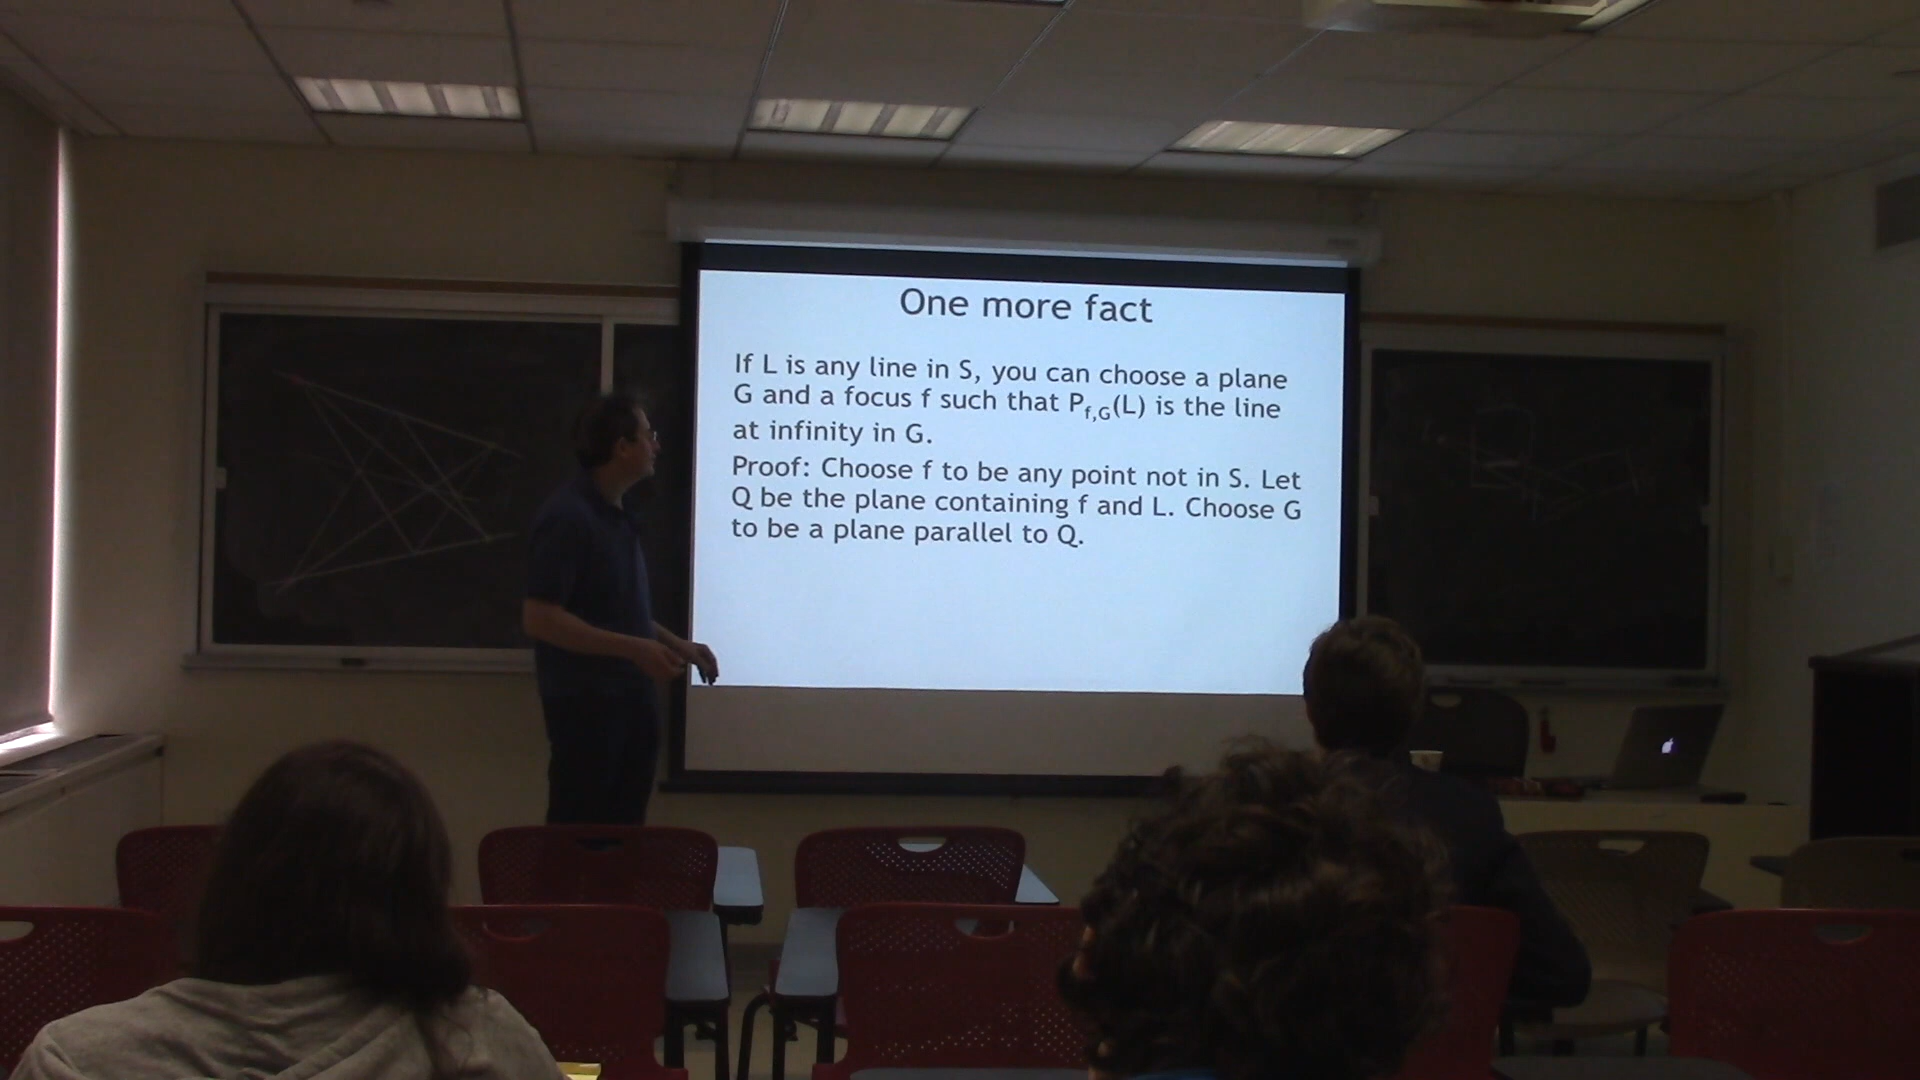 One more fact
If L is any line in S, you can choose a plane
G and a focus f such that P_{f,G}(L) is the line
at infinity in G.
Proof: Choose f to be any point not in S. Let
Q be the plane containing f and L. Choose G
to be a plane parallel to Q.